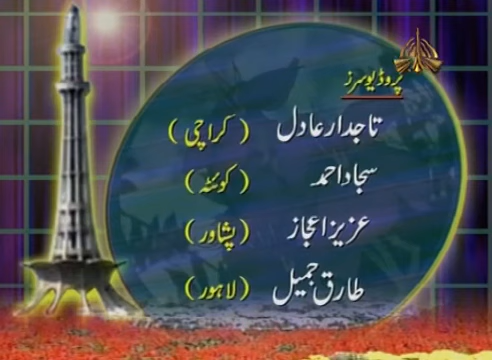 پروڈیوسرز
تاجدار عادل (کراچی)
سجاد احمد (کوئٹہ)
عزیز اعجاز (پشاور)
طارق جمیل (لاہور)